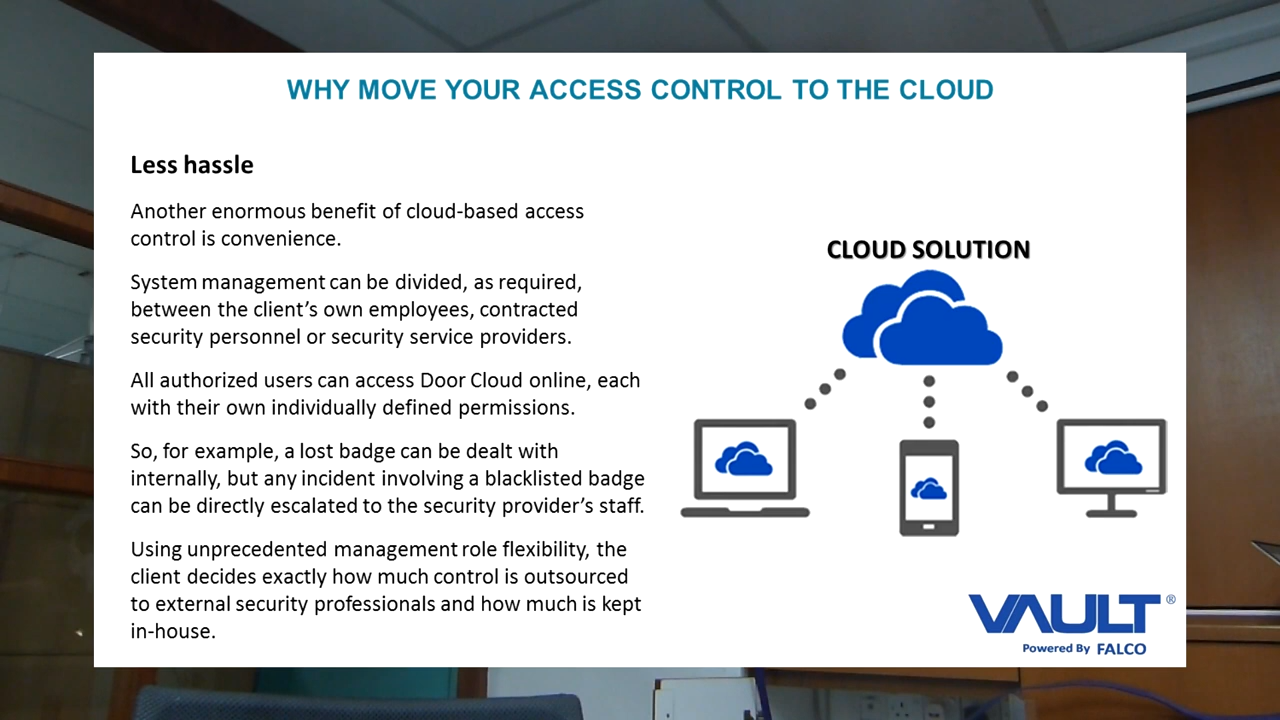 WHY MOVE YOUR ACCESS CONTROL TO THE CLOUD
Less hassle
Another enormous benefit of cloud-based access
control is convenience.
System management can be divided, as required,
between the client's own employees, contracted
security personnel or security service providers.
All authorized users can access Door Cloud online, each
with their own individually defined permissions.
So, for example, a lost badge can be dealt with
internally, but any incident involving a blacklisted badge
can be directly escalated to the security provider's staff.
Using unprecedented management role flexibility, the
client decides exactly how much control is outsourced
to external security professionals and how much is kept
in-house.
CLOUD SOLUTION
VAULT®
Powered By FALCO